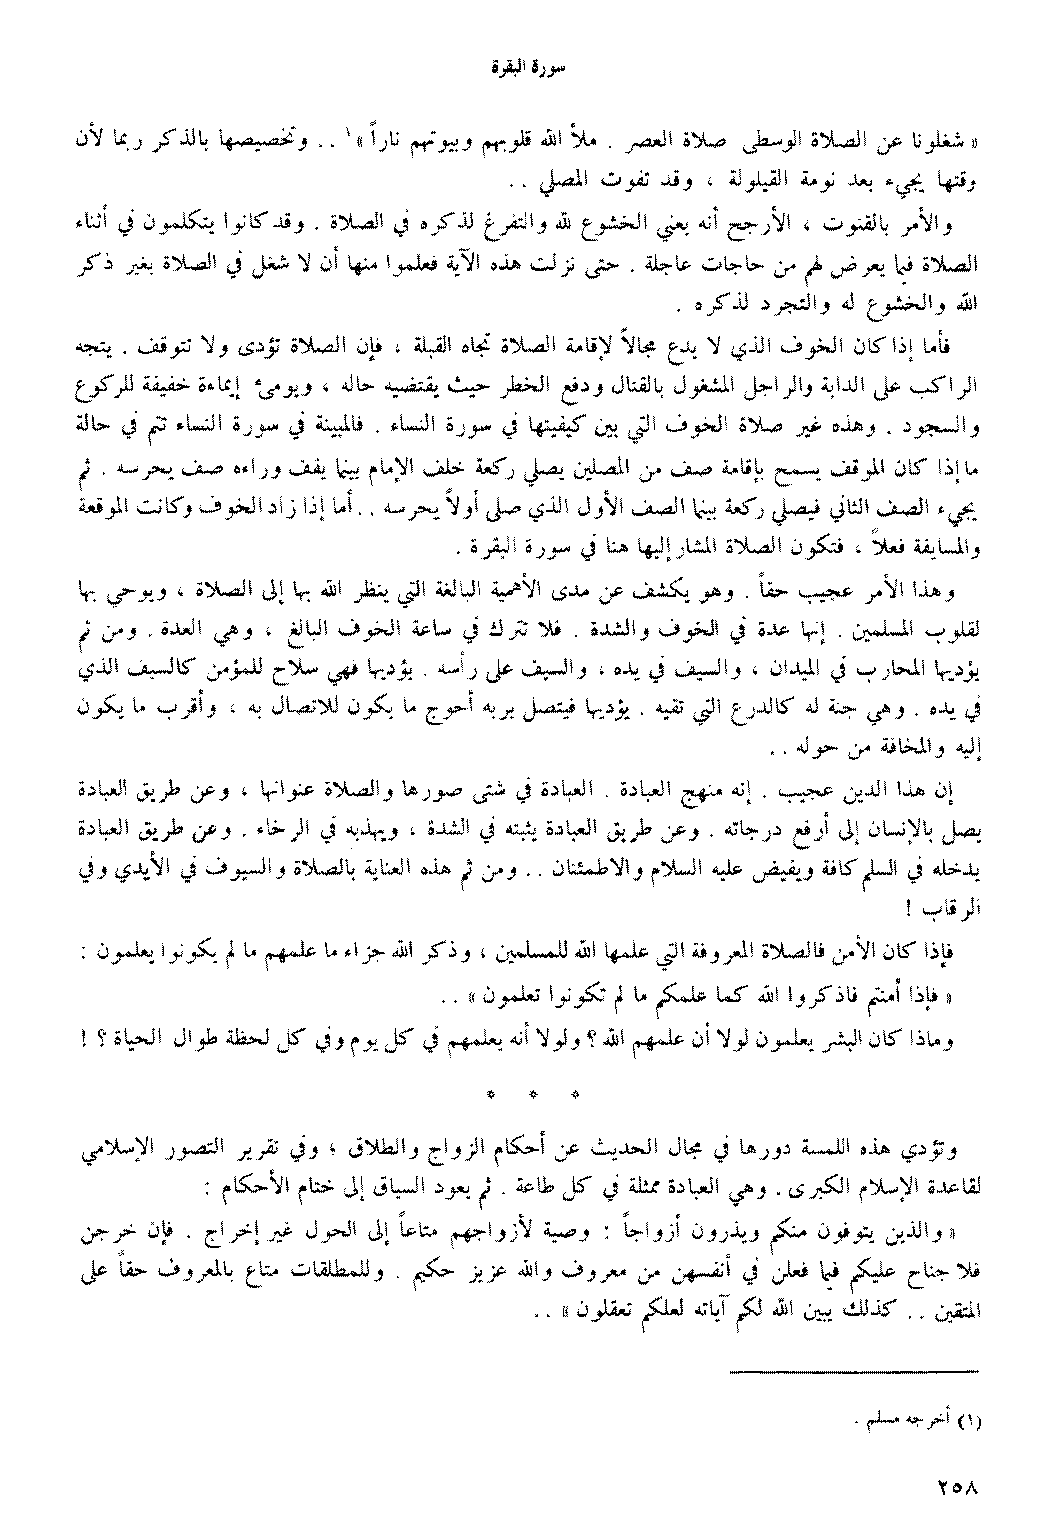 سورة البقرة
« شغلونا عن الصلاة الوسطى صلاة العصر . ملأ الله قلوبهم وبيوتهم ناراً »١ .. وتخصيصها بالذكر ربما لأن
وقتها يجيء بعد نومة القيلولة ، وقد تفوت المصلي ..
والأمر بالقنوت ، الأرجح أنه يعني الخشوع لله والتفرغ لذكره في الصلاة . وقد كانوا يتكلمون في أثناء
الصلاة فيما يعرض لهم من حاجات عاجلة . حتى نزلت هذه الآية فعلموا منها أن لا شغل في الصلاة بغير ذكر
الله والخشوع له والتجرد لذكره .
فأما إذا كان الخوف الذي لا يدع مجالاً لإقامة الصلاة تجاه القبلة ، فإن الصلاة تؤدى ولا تتوقف . يتجه
الراكب على الدابة والراجل المشغول بالقتال ودفع الخطر حيث يقتضيه حاله ، ويومىء إيماءة خفيفة للركوع
والسجود . وهذه غير صلاة الخوف التي بين كيفيتها في سورة النساء . فالمبينة في سورة النساء تتم في حالة
ما إذا كان الموقف يسمح بإقامة صف من المصلين يصلي ركعة خلف الإمام بينما يقف وراءه صف يحرسه . ثم
يجيء الصف الثاني فيصلي ركعة بينما الصف الأول الذي صلى أولاً يحرسه .. أما إذا زاد الخوف وكانت الموقعة
والمسايفة فعلاً ، فتكون الصلاة المشار إليها هنا في سورة البقرة .
وهذا الأمر عجيب حقاً . وهو يكشف عن مدى الأهمية البالغة التي ينظر الله بها إلى الصلاة ، ويوحي بها
لقلوب المسلمين . إنها عدة في الخوف والشدة . فلا تترك في ساعة الخوف البالغ ، وهي العدة . ومن ثم
يؤديها المحارب في الميدان ، والسيف في يده ، والسيف على رأسه . يؤديها فهي سلاح للمؤمن كالسيف الذي
في يده . وهي جنة له كالدرع التي تقيه . يؤديها فيتصل بربه أحوج ما يكون للاتصال به ، وأقرب ما يكون
إليه والمخافة من حوله ..
إن هذا الدين عجيب . إنه منهج العبادة . العبادة في شتى صورها والصلاة عنوانها ، وعن طريق العبادة
يصل بالإنسان إلى أرفع درجاته . وعن طريق العبادة يثبته في الشدة ، ويهذبه في الرخاء . وعن طريق العبادة
يدخله في السلم كافة ويفيض عليه السلام والاطمئنان .. ومن ثم هذه العناية بالصلاة والسيوف في الأيدي وفي
الرقاب !
فإذا كان الأمن فالصلاة المعروفة التي علمها الله للمسلمين ، وذكر الله جزاء ما علمهم ما لم يكونوا يعلمون :
« فإذا أمنتم فاذكروا الله كما علمكم ما لم تكونوا تعلمون » ..
وماذا كان البشر يعلمون لولا أن علمهم الله ؟ ولولا أنه يعلمهم في كل يوم وفي كل لحظة طوال الحياة ؟ !
* * *
وتؤدي هذه اللمسة دورها في مجال الحديث عن أحكام الزواج والطلاق ؛ وفي تقرير التصور الإسلامي
لقاعدة الإسلام الكبرى . وهي العبادة ممثلة في كل طاعة . ثم يعود السياق إلى ختام الأحكام :
« والذين يتوفون منكم ويذرون أزواجاً : وصية لأزواجهم متاعاً إلى الحول غير إخراج . فإن خرجن
فلا جناح عليكم فيما فعلن في أنفسهن من معروف والله عزيز حكيم . وللمطلقات متاع بالمعروف حقاً على
المتقين .. كذلك يبين الله لكم آياته لعلكم تعقلون » ..
(١) أخرجه مسلم .
٢٥٨